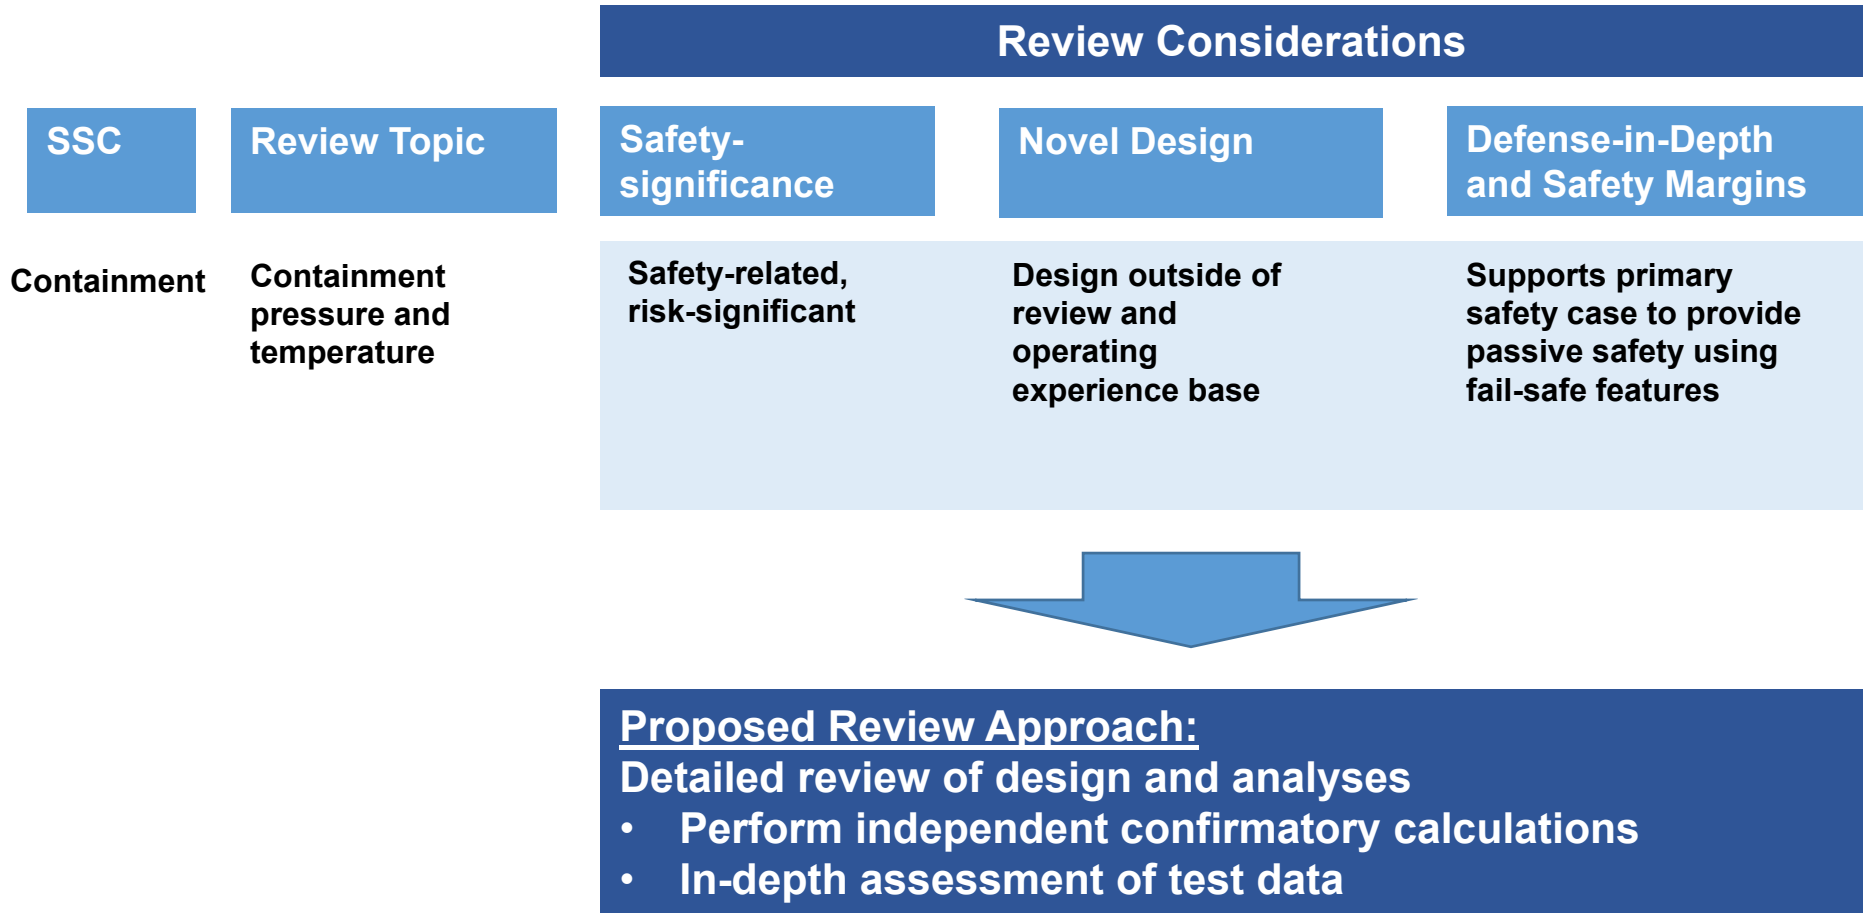 Review Considerations
SSC
Review Topic
Safety-
significance
Novel Design
Defense-in-Depth
and Safety Margins
Containment
Containment
pressure and
temperature
Safety-related,
risk-significant
Design outside of
review and
operating
experience base
Supports primary
safety case to provide
passive safety using
fail-safe features
Proposed Review Approach:
Detailed review of design and analyses
• Perform independent confirmatory calculations
• In-depth assessment of test data